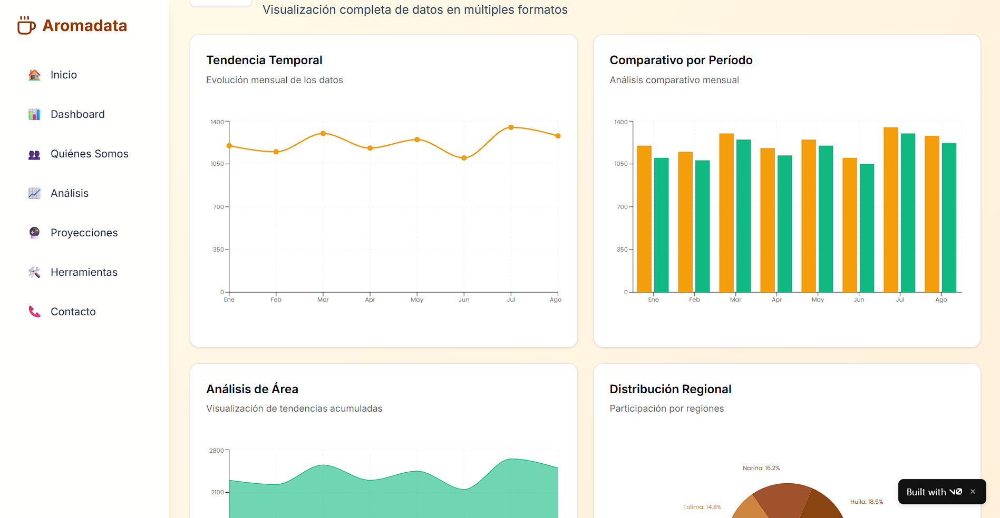 Aromadata
Inicio
Dashboard
Quiénes Somos
Análisis
Proyecciones
Herramientas
Contacto
Visualización completa de datos en múltiples formatos
Tendencia Temporal
Evolución mensual de los datos
1400
1050
700
350
0
Ene Feb Mar Apr May Jun Jul Ago
Comparativo por Período
Análisis comparativo mensual
1400
1050
700
350
0
Ene Feb Mar Apr May Jun Jul Ago
Análisis de Área
Visualización de tendencias acumuladas
2800
2100
Distribución Regional
Participación por regiones
Nariño: 16.2%
Huila: 18.5%
Tolima: 14.8%
Built with v0 ×